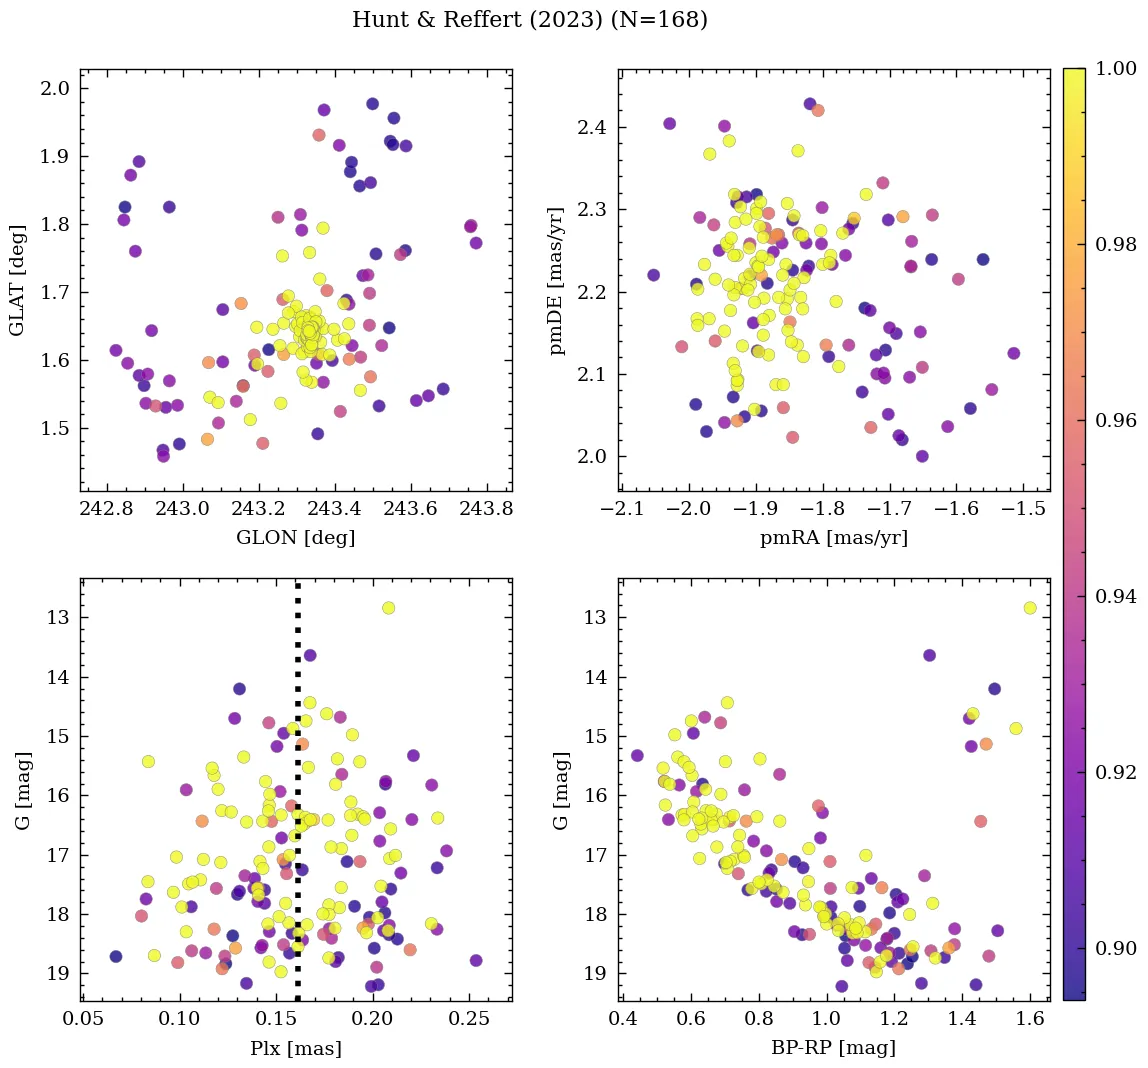 Hunt & Reffert (2023) (N=168)
2.0
1.9
1.8
1.7
1.6
1.5
GLAT [deg]
242.8 243.0 243.2 243.4 243.6 243.8
GLON [deg]
2.4
2.3
2.2
2.1
2.0
pmDE [mas/yr]
−2.1 −2.0 −1.9 −1.8 −1.7 −1.6 −1.5
pmRA [mas/yr]
1.00
0.98
0.96
0.94
0.92
0.90
13
14
15
16
17
18
19
G [mag]
0.05 0.10 0.15 0.20 0.25
Plx [mas]
13
14
15
16
17
18
19
G [mag]
0.4 0.6 0.8 1.0 1.2 1.4 1.6
BP-RP [mag]